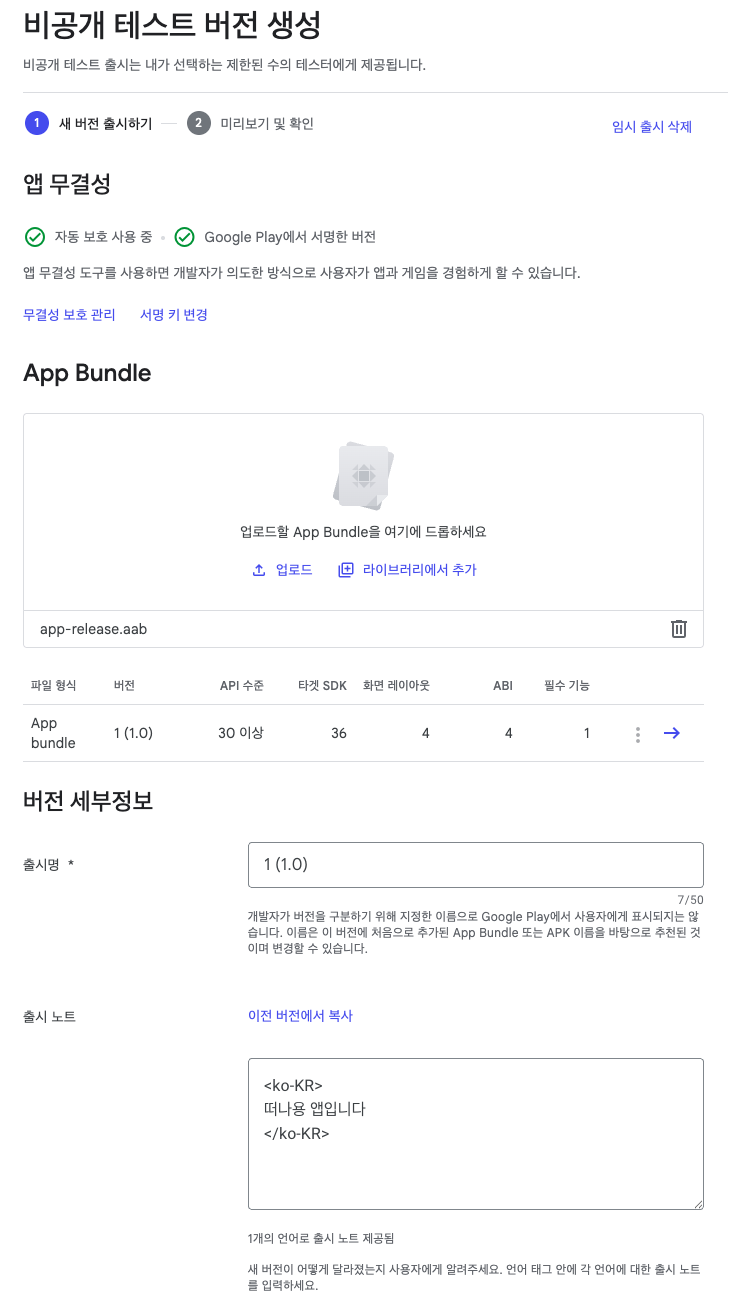 비공개 테스트 버전 생성
비공개 테스트 출시는 내가 선택하는 제한된 수의 테스터에게 제공됩니다.
1 새 버전 출시하기 2 미리보기 및 확인 임시 출시 삭제
앱 무결성
자동 보호 사용 중 • Google Play에서 서명한 버전
앱 무결성 도구를 사용하면 개발자가 의도한 방식으로 사용자가 앱과 게임을 경험하게 할 수 있습니다.
무결성 보호 관리 서명 키 변경
App Bundle
업로드할 App Bundle을 여기에 드롭하세요
업로드 라이브러리에서 추가
app-release.aab
파일 형식 버전 API 수준 타겟 SDK 화면 레이아웃 ABI 필수 기능
App
bundle 1 (1.0) 30 이상 36 4 4 1
버전 세부정보
출시명 * 1 (1.0)
7/50
개발자가 버전을 구분하기 위해 지정한 이름으로 Google Play에서 사용자에게 표시되지는 않
습니다. 이름은 이 버전에 처음으로 추가된 App Bundle 또는 APK 이름을 바탕으로 추천된 것
이며 변경할 수 있습니다.
출시 노트 이전 버전에서 복사
<ko-KR>
떠나용 앱입니다
</ko-KR>
1개의 언어로 출시 노트 제공됨
새 버전이 어떻게 달라졌는지 사용자에게 알려주세요. 언어 태그 안에 각 언어에 대한 출시 노트
를 입력하세요.